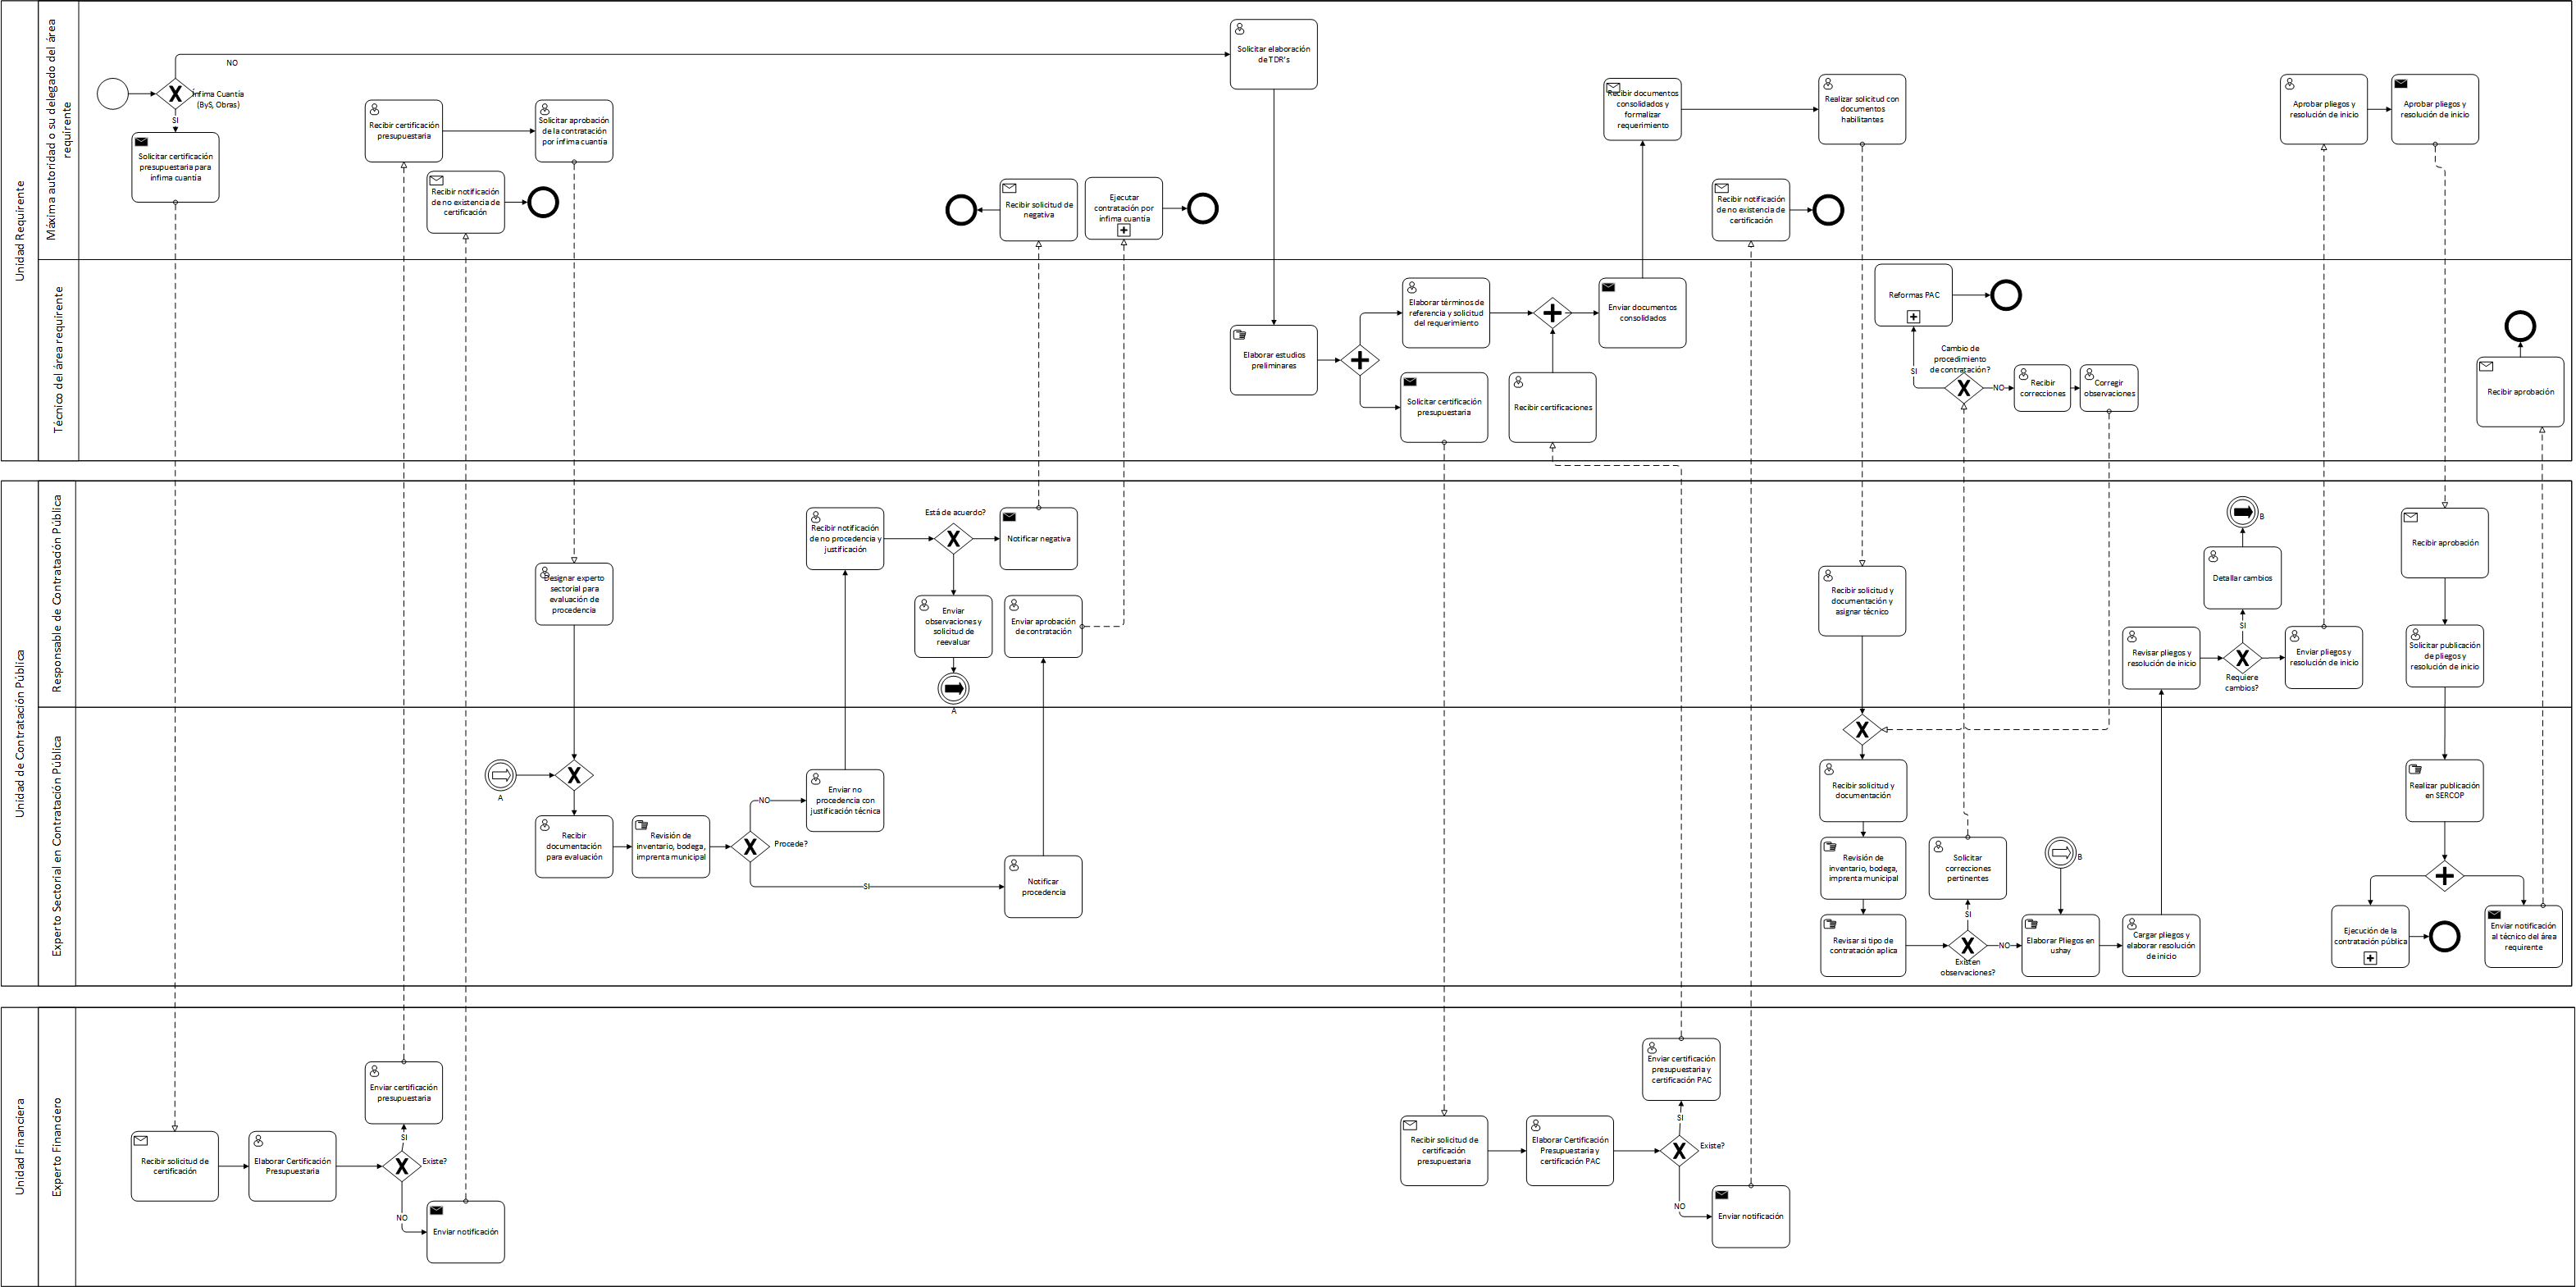 Unidad Requirente
Máxima autoridad o su delegado del área
requirente
NO
Ínfima Cuantía
(ByS, Obras)
SI
Solicitar certificación
presupuestaria para
ínfima cuantía
Recibir certificación
presupuestaria
Solicitar aprobación
de la contratación
por ínfima cuantía
Recibir notificación
de no existencia de
certificación
Recibir solicitud de
negativa
Ejecutar
contratación por
ínfima cuantía
Solicitar elaboración
de TDR's
Recibir documentos
consolidados y
formalizar
requerimiento
Realizar solicitud con
documentos
habilitantes
Recibir notificación
de no existencia de
certificación
Aprobar pliegos y
resolución de inicio
Aprobar pliegos y
resolución de inicio
Técnico del área requirente
Elaborar estudios
preliminares
Elaborar términos de
referencia y solicitud
del requerimiento
Solicitar certificación
presupuestaria
Recibir certificaciones
Enviar documentos
consolidados
Reformas PAC
Cambio de
procedimiento
de contratación?
SI
NO
Recibir
correcciones
Corregir
observaciones
Recibir aprobación
Unidad de Contratación Pública
Responsable de Contratación Pública
Designar experto
sectorial para
evaluación de
procedencia
Recibir notificación
de no procedencia y
justificación
Está de acuerdo?
Notificar negativa
Enviar
observaciones y
solicitud de
reevaluar
A
Enviar aprobación
de contratación
Recibir solicitud y
documentación y
asignar técnico
B
Detallar cambios
SI
Revisar pliegos y
resolución de inicio
Requiere
cambios?
Enviar pliegos y
resolución de inicio
Recibir aprobación
Solicitar publicación
de pliegos y
resolución de inicio
Experto Sectorial en Contratación Pública
A
Recibir
documentación
para evaluación
Revisión de
inventario, bodega,
imprenta municipal
Procede?
NO
SI
Enviar no
procedencia con
justificación técnica
Notificar
procedencia
Recibir solicitud y
documentación
Revisión de
inventario, bodega,
imprenta municipal
Revisar si tipo de
contratación aplica
Solicitar
correcciones
pertinentes
SI
Existen
observaciones?
NO
B
Elaborar Pliegos en
ushay
Cargar pliegos y
elaborar resolución
de inicio
Realizar publicación
en SERCOP
Ejecución de la
contratación pública
Enviar notificación
al técnico del área
requirente
Unidad Financiera
Experto Financiero
Recibir solicitud de
certificación
Elaborar Certificación
Presupuestaria
Enviar certificación
presupuestaria
SI
Existe?
NO
Enviar notificación
Recibir solicitud de
certificación
presupuestaria
Elaborar Certificación
Presupuestaria y
certificación PAC
Enviar certificación
presupuestaria y
certificación PAC
SI
Existe?
NO
Enviar notificación